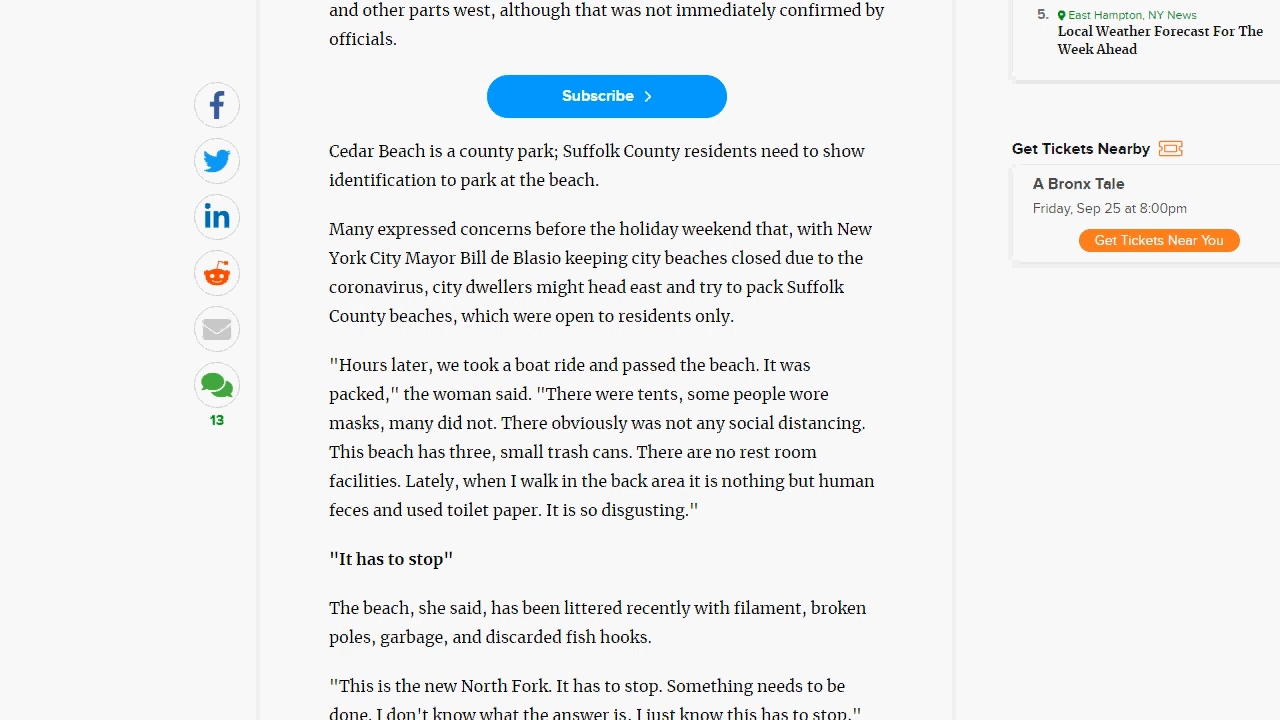 and other parts west, although that was not immediately confirmed by
officials.
Subscribe
Cedar Beach is a county park; Suffolk County residents need to show
identification to park at the beach.
Many expressed concerns before the holiday weekend that, with New
York City Mayor Bill de Blasio keeping city beaches closed due to the
coronavirus, city dwellers might head east and try to pack Suffolk
County beaches, which were open to residents only.
"Hours later, we took a boat ride and passed the beach. It was
packed," the woman said. "There were tents, some people wore
masks, many did not. There obviously was not any social distancing.
This beach has three, small trash cans. There are no rest room
facilities. Lately, when I walk in the back area it is nothing but human
feces and used toilet paper. It is so disgusting."
"It has to stop"
The beach, she said, has been littered recently with filament, broken
poles, garbage, and discarded fish hooks.
"This is the new North Fork. It has to stop. Something needs to be
done. I don't know what the answer is. I just know this has to stop."
13
5. East Hampton, NY News
Local Weather Forecast For The
Week Ahead
Get Tickets Nearby
A Bronx Tale
Friday, Sep 25 at 8:00pm
Get Tickets Near You